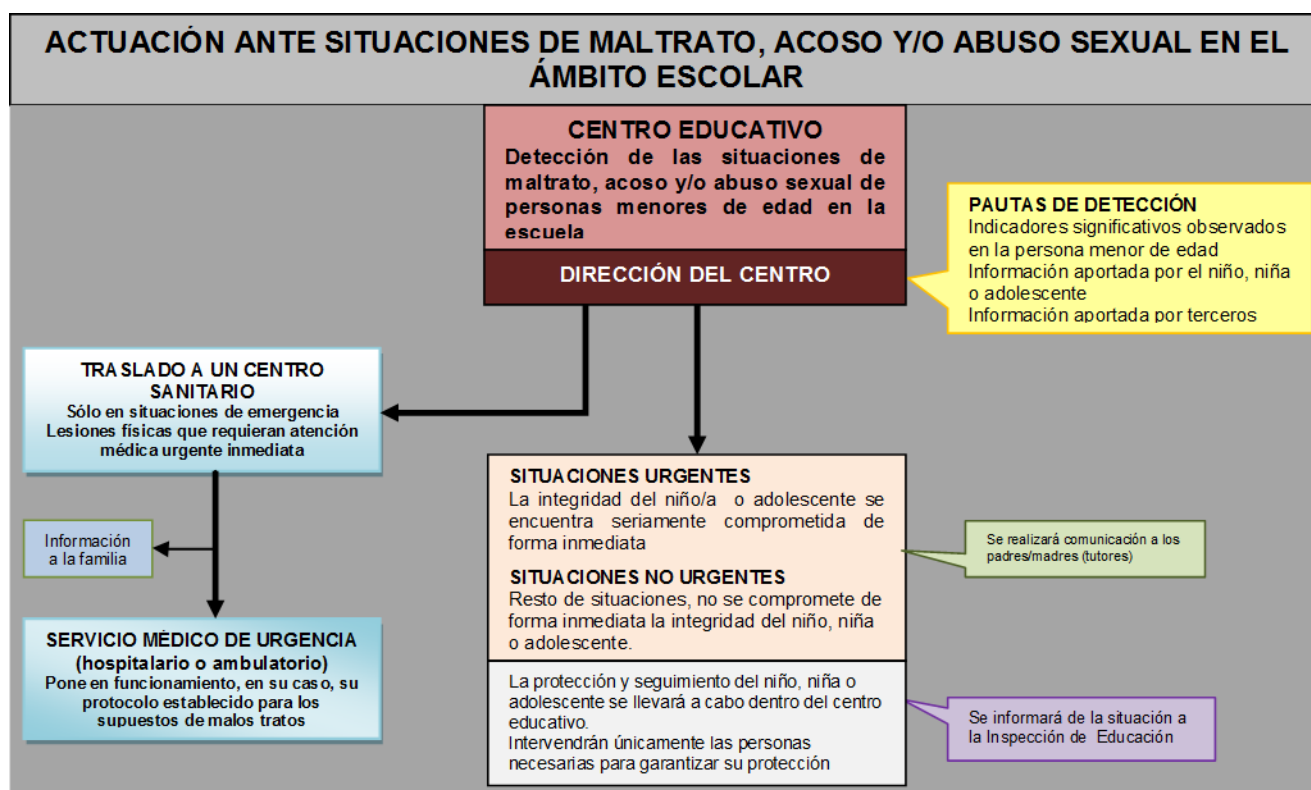 ACTUACIÓN ANTE SITUACIONES DE MALTRATO, ACOSO Y/O ABUSO SEXUAL EN EL
ÁMBITO ESCOLAR
CENTRO EDUCATIVO
Detección de las situaciones de
maltrato, acoso y/o abuso sexual de
personas menores de edad en la
escuela
DIRECCIÓN DEL CENTRO
PAUTAS DE DETECCIÓN
Indicadores significativos observados
en la persona menor de edad
Información aportada por el niño, niña
o adolescente
Información aportada por terceros
TRASLADO A UN CENTRO
SANITARIO
Sólo en situaciones de emergencia
Lesiones físicas que requieran atención
médica urgente inmediata
Información
a la familia
SERVICIO MÉDICO DE URGENCIA
(hospitalario o ambulatorio)
Pone en funcionamiento, en su caso, su
protocolo establecido para los
supuestos de malos tratos
SITUACIONES URGENTES
La integridad del niño/a o adolescente se
encuentra seriamente comprometida de
forma inmediata
SITUACIONES NO URGENTES
Resto de situaciones, no se compromete de
forma inmediata la integridad del niño, niña
o adolescente.
Se realizará comunicación a los
padres/madres (tutores)
La protección y seguimiento del niño, niña o
adolescente se llevará a cabo dentro del centro
educativo.
Intervendrán únicamente las personas
necesarias para garantizar su protección
Se informará de la situación a
la Inspección de Educación